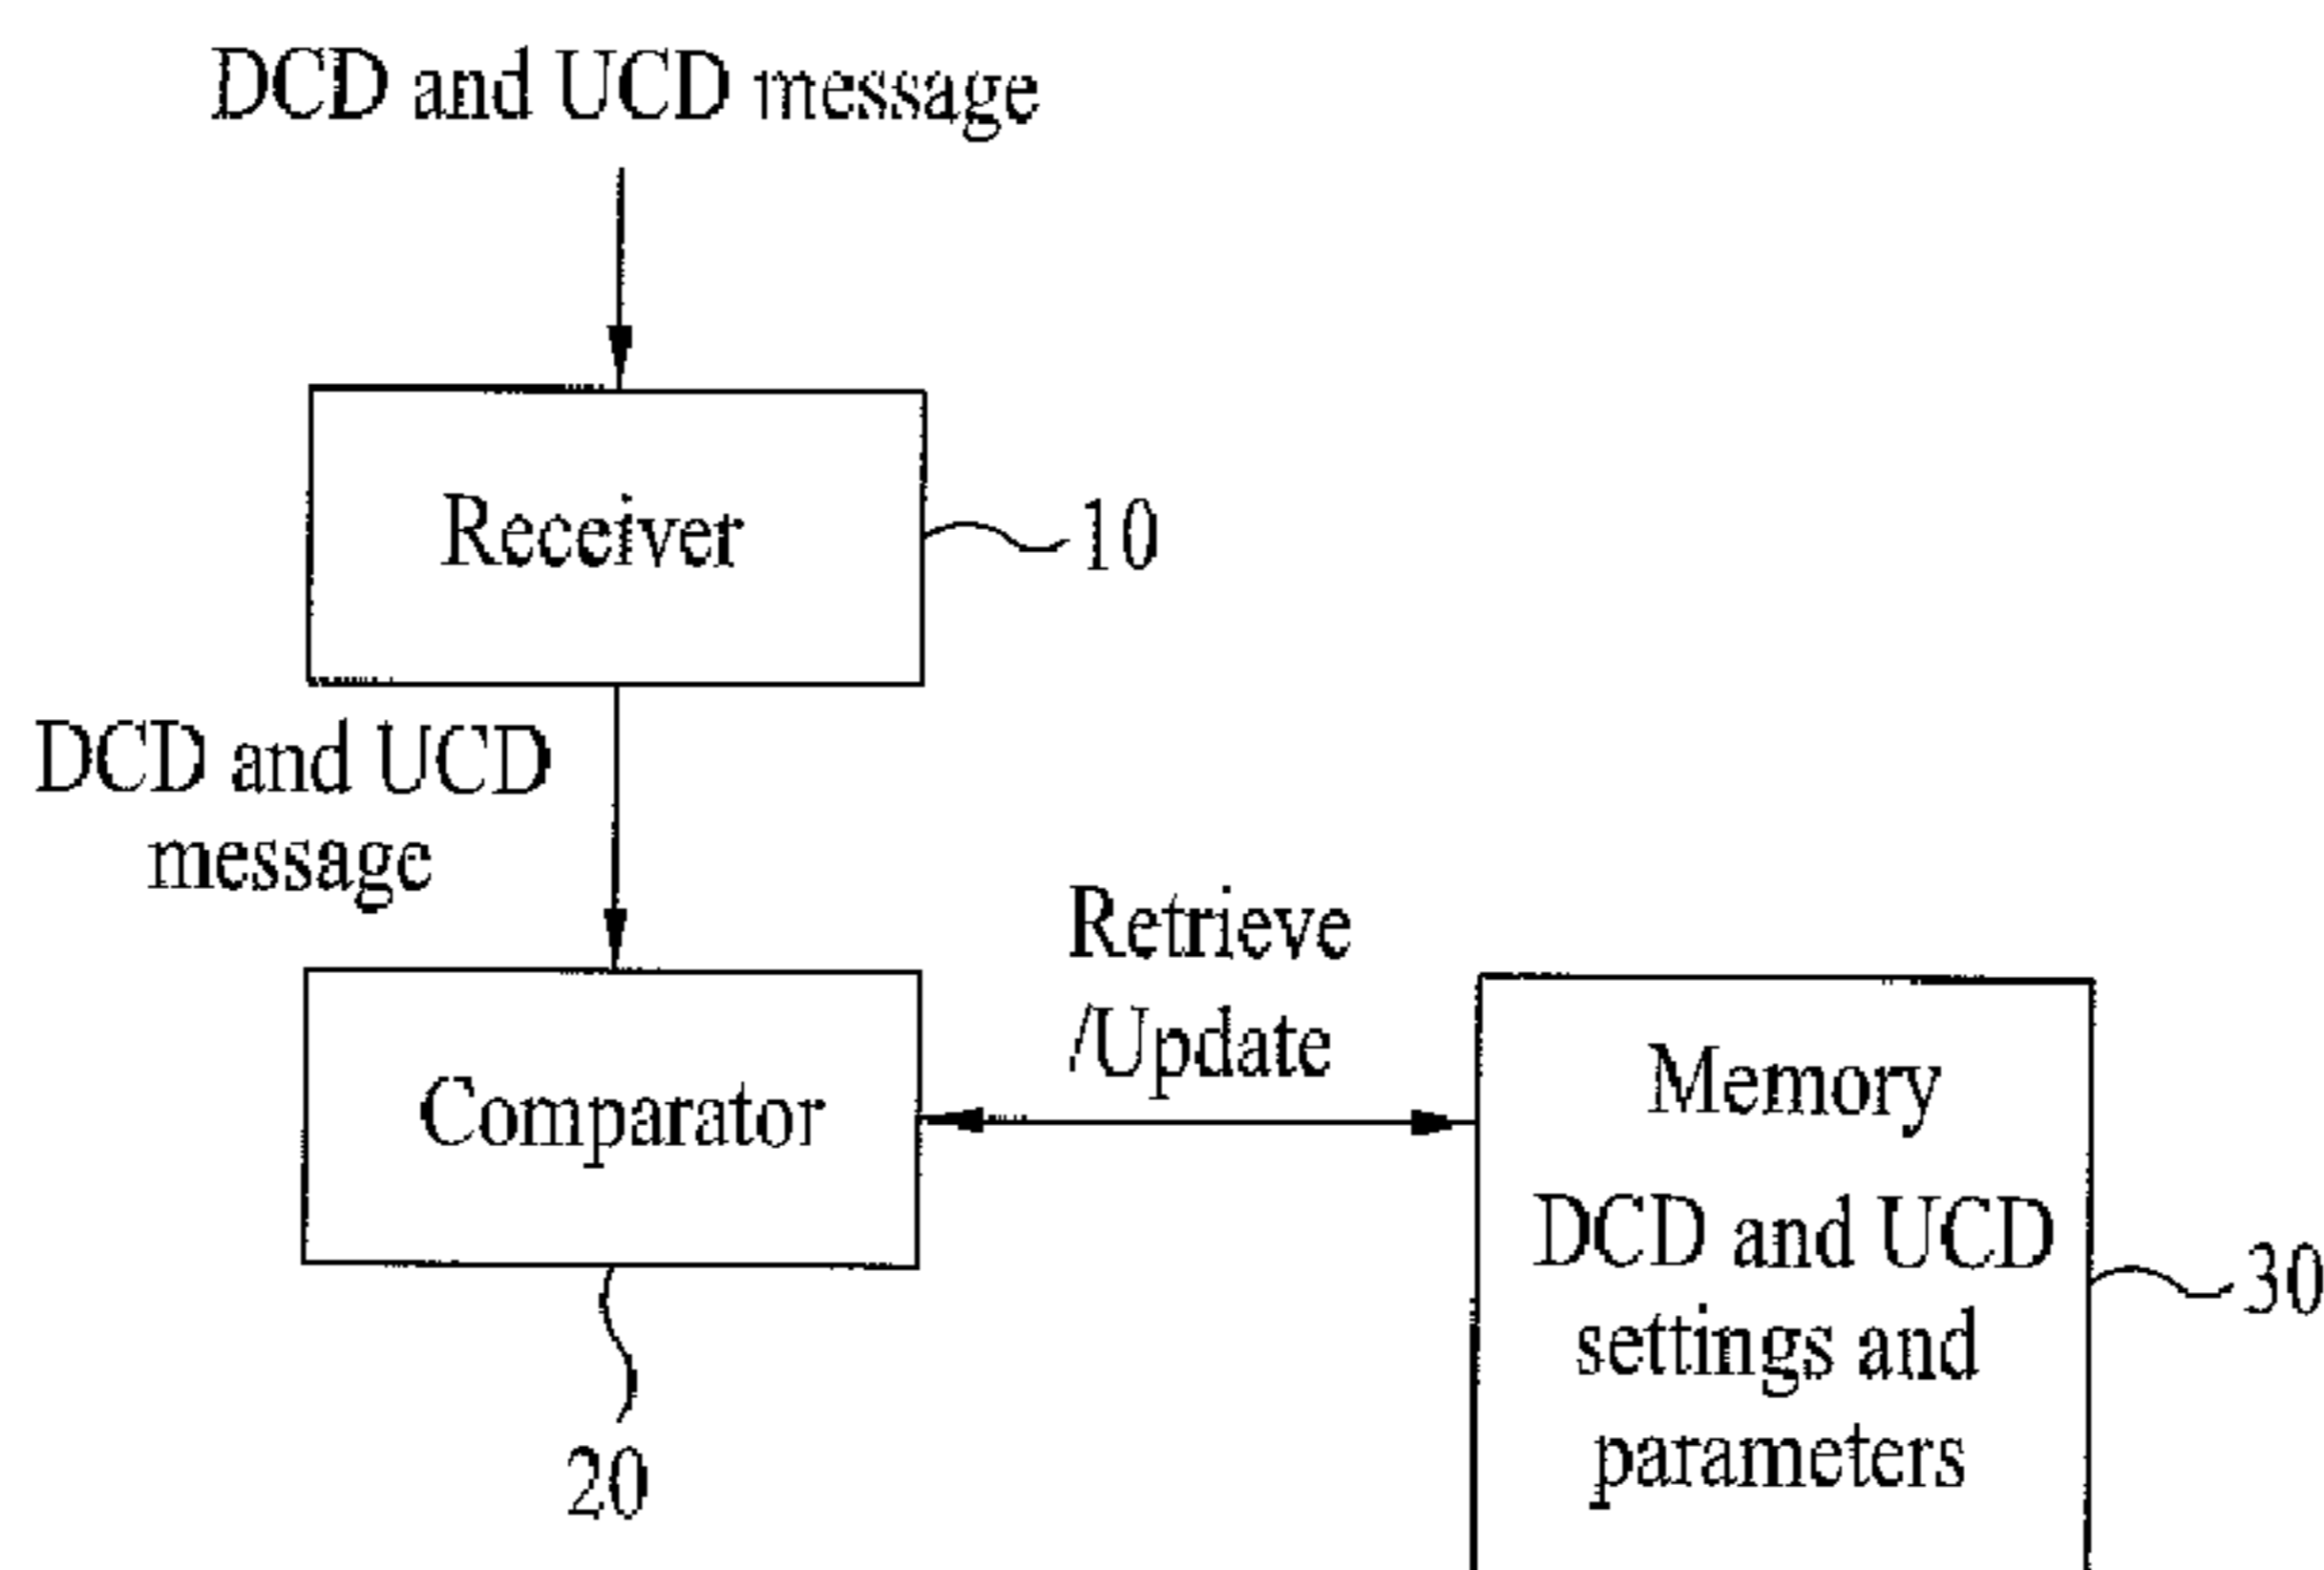 DCD and UCD message
Receiver
10
DCD and UCD
message
Retrieve
/Update
Comparator
20
Memory
DCD and UCD
settings and
parameters
30